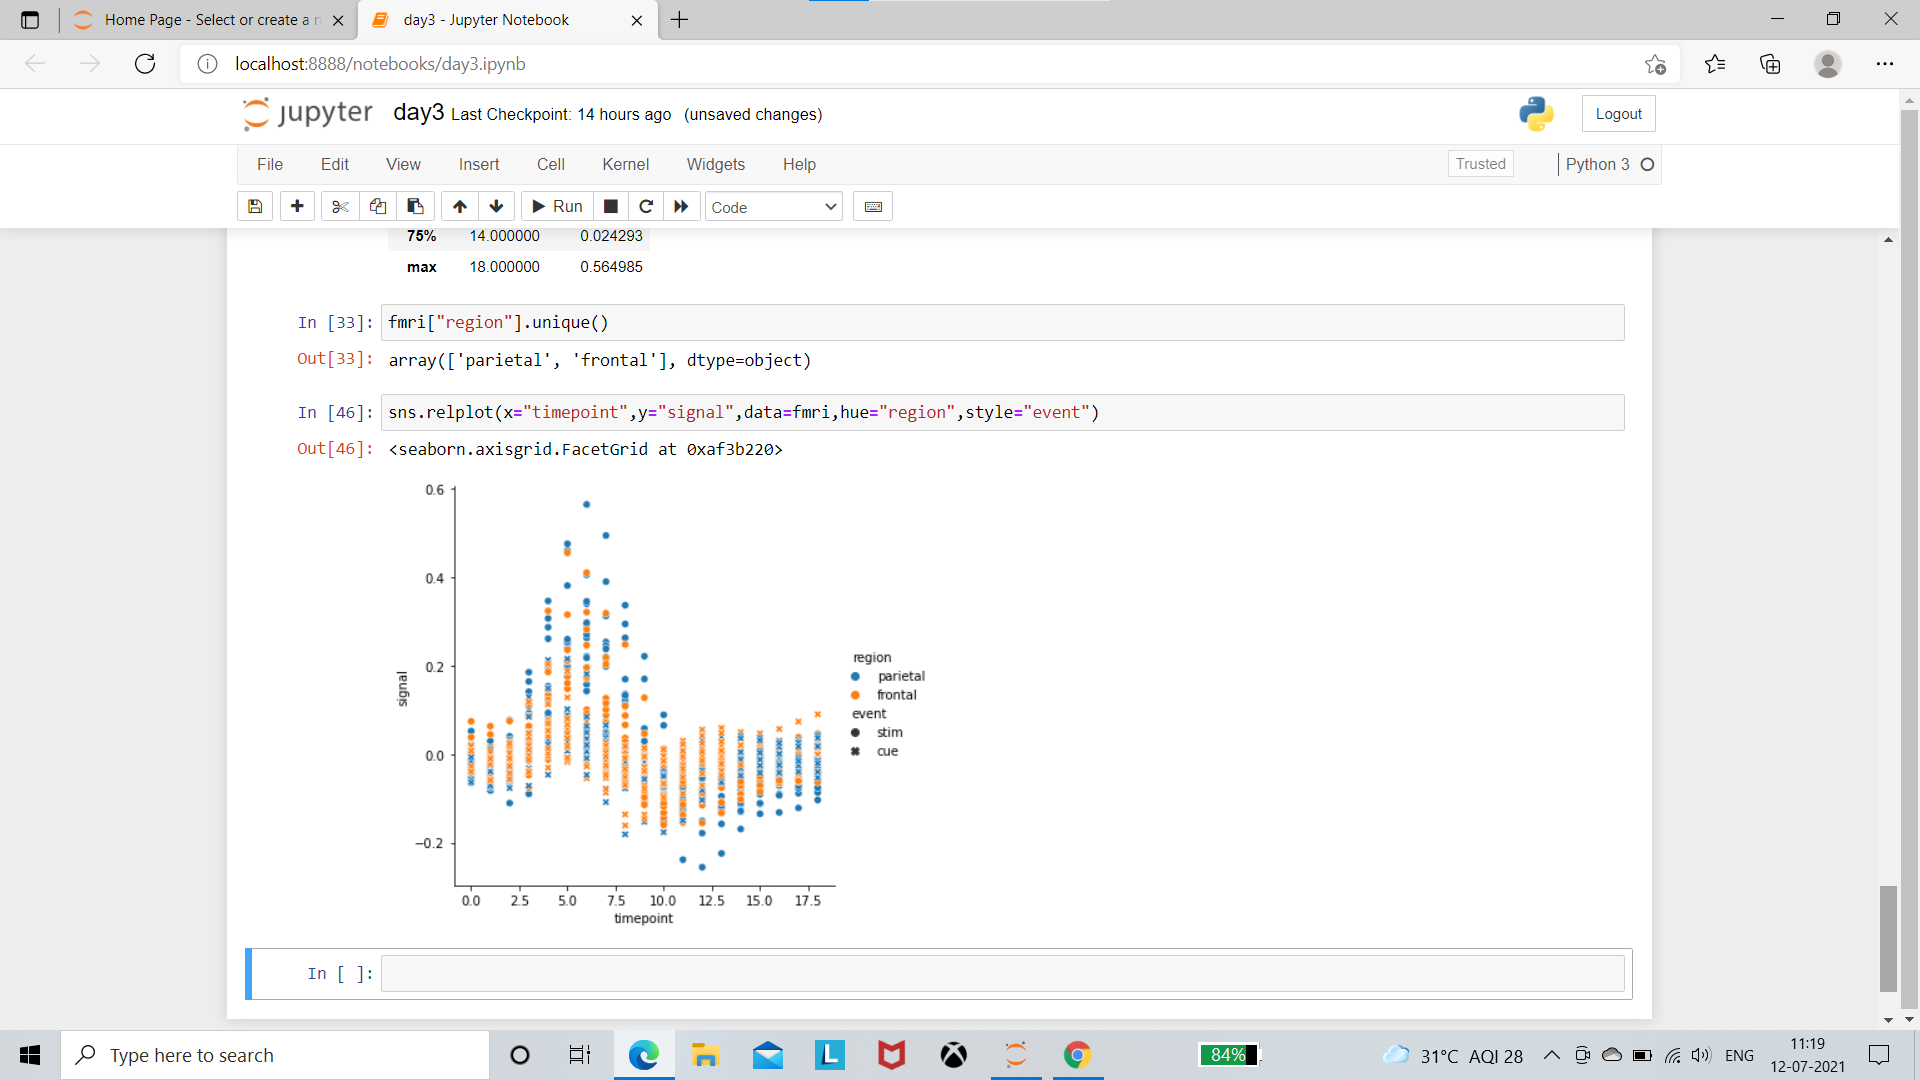 Home Page - Select or create a n
day3 - Jupyter Notebook
localhost:8888/notebooks/day3.ipynb
jupyter day3 Last Checkpoint: 14 hours ago (unsaved changes)
Logout
File Edit View Insert Cell Kernel Widgets Help
Trusted
Python 3
Run
Code
75% 14.000000 0.024293
max 18.000000 0.564985
In [33]: fmri["region"].unique()
Out[33]: array(['parietal', 'frontal'], dtype=object)
In [46]: sns.relplot(x="timepoint",y="signal",data=fmri,hue="region",style="event")
Out[46]: <seaborn.axisgrid.FacetGrid at 0xaf3b220>
0.6
0.4
0.2
0.0
−0.2
signal
0.0 2.5 5.0 7.5 10.0 12.5 15.0 17.5
timepoint
region
parietal
frontal
event
stim
cue
In [ ]:
Type here to search
L
84%
31°C AQI 28
ENG
11:19
12-07-2021